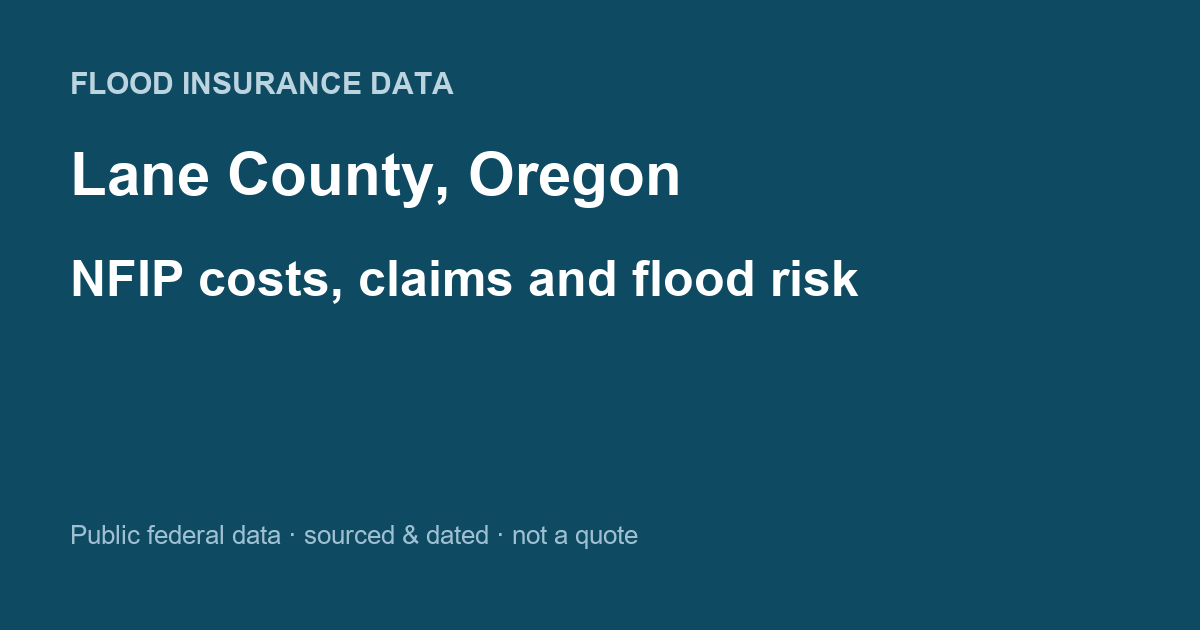 FLOOD INSURANCE DATA
Lane County, Oregon
NFIP costs, claims and flood risk
Public federal data · sourced & dated · not a quote